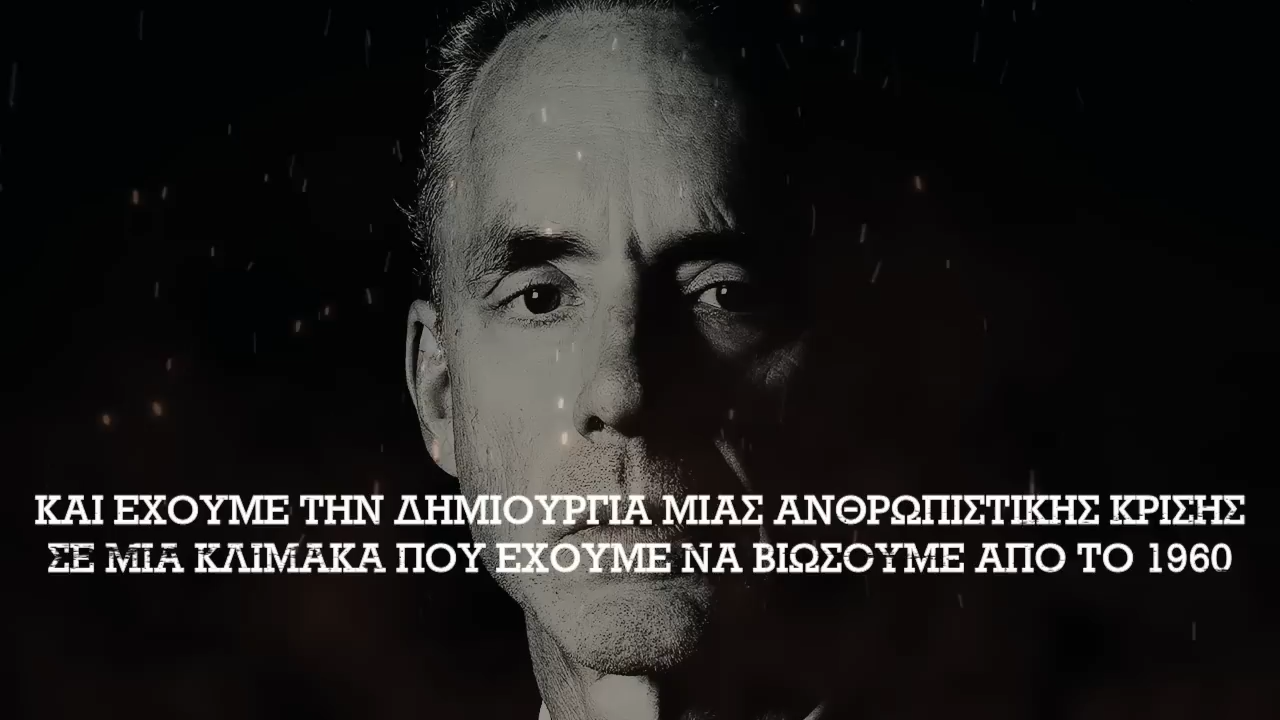 ΚΑΙ ΕΧΟΥΜΕ ΤΗΝ ΔΗΜΙΟΥΡΓΙΑ ΜΙΑΣ ΑΝΘΡΩΠΙΣΤΙΚΗΣ ΚΡΙΣΗΣ
ΣΕ ΜΙΑ ΚΛΙΜΑΚΑ ΠΟΥ ΕΧΟΥΜΕ ΝΑ ΒΙΩΣΟΥΜΕ ΑΠΟ ΤΟ 1960